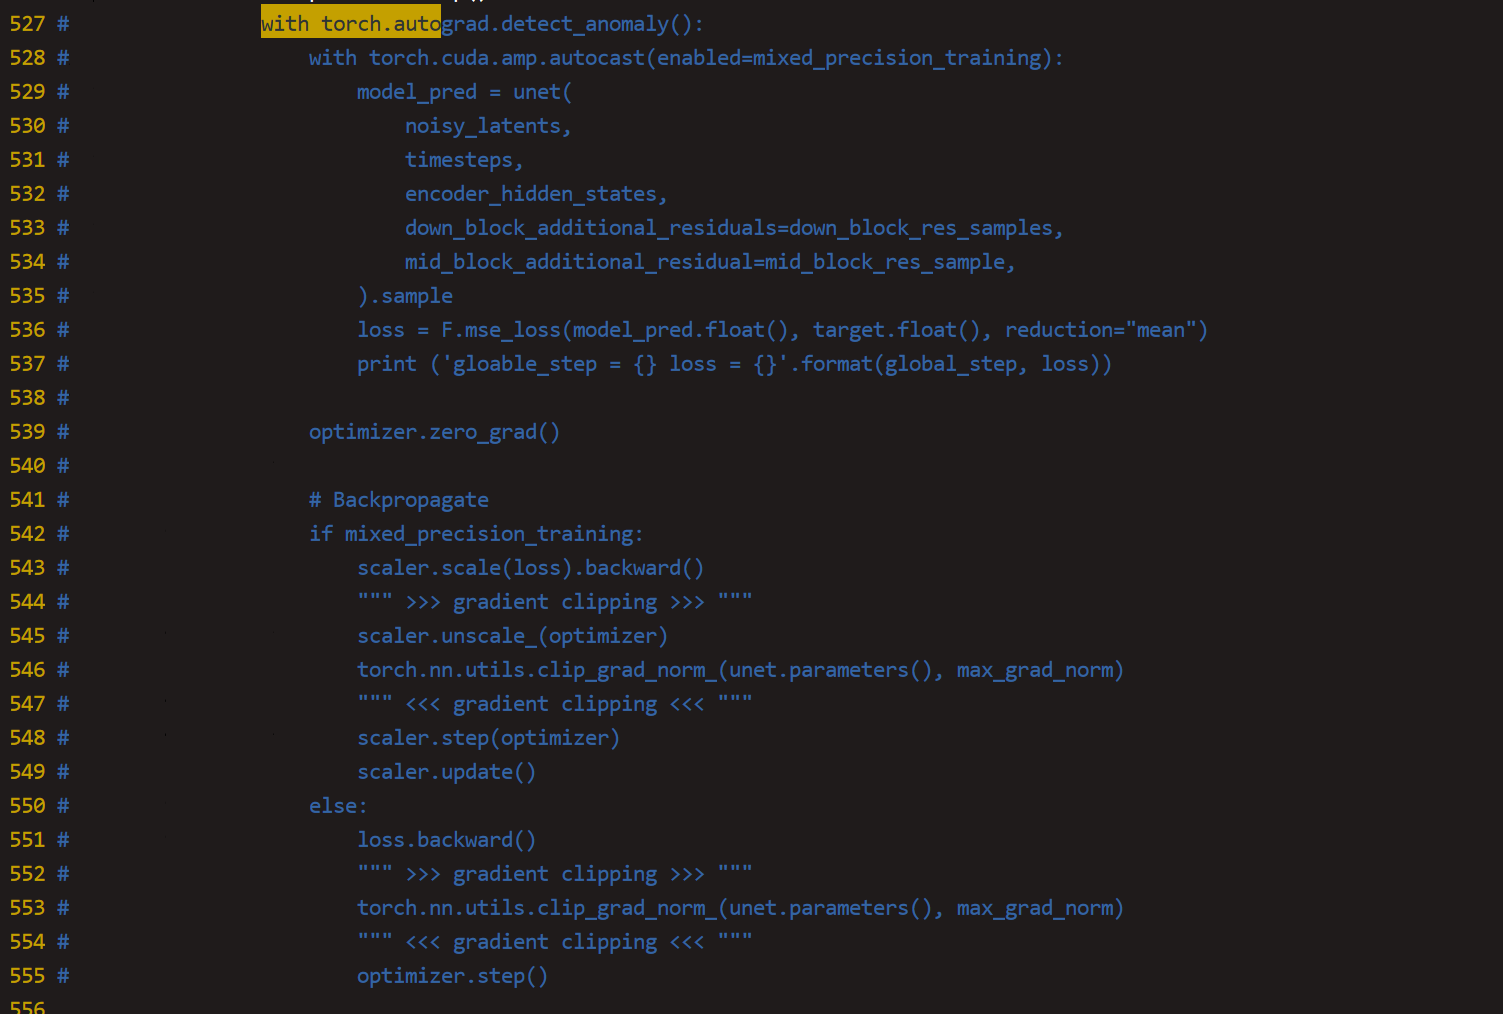 527 #                with torch.autograd.detect_anomaly():
528 #                    with torch.cuda.amp.autocast(enabled=mixed_precision_training):
529 #                        model_pred = unet(
530 #                            noisy_latents,
531 #                            timesteps,
532 #                            encoder_hidden_states,
533 #                            down_block_additional_residuals=down_block_res_samples,
534 #                            mid_block_additional_residual=mid_block_res_sample,
535 #                        ).sample
536 #                        loss = F.mse_loss(model_pred.float(), target.float(), reduction="mean")
537 #                        print ('gloable_step = {} loss = {}'.format(global_step, loss))
538 #
539 #                    optimizer.zero_grad()
540 #
541 #                    # Backpropagate
542 #                    if mixed_precision_training:
543 #                        scaler.scale(loss).backward()
544 #                        """ >>> gradient clipping >>> """
545 #                        scaler.unscale_(optimizer)
546 #                        torch.nn.utils.clip_grad_norm_(unet.parameters(), max_grad_norm)
547 #                        """ <<< gradient clipping <<< """
548 #                        scaler.step(optimizer)
549 #                        scaler.update()
550 #                    else:
551 #                        loss.backward()
552 #                        """ >>> gradient clipping >>> """
553 #                        torch.nn.utils.clip_grad_norm_(unet.parameters(), max_grad_norm)
554 #                        """ <<< gradient clipping <<< """
555 #                        optimizer.step()
556